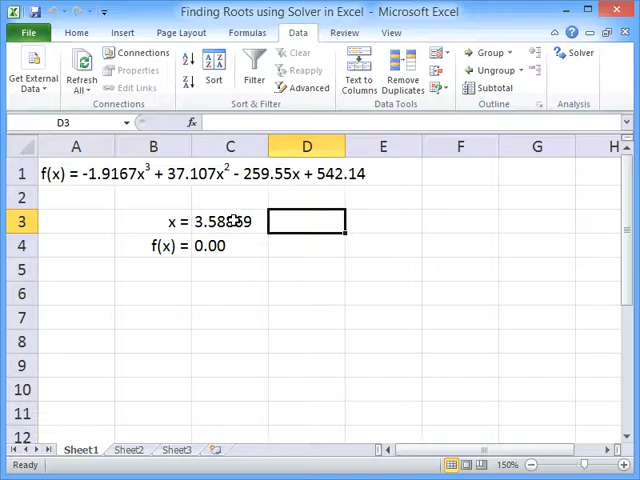 Finding Roots using Solver in Excel - Microsoft Excel
File Home Insert Page Layout Formulas Data Review View
Get External Data Refresh All Connections Properties Edit Links Sort Filter Clear Reapply Advanced Text to Columns Remove Duplicates Group Ungroup Subtotal Solver
Connections Sort & Filter Data Tools Outline Analysis
D3 fx
A B C D E F G H
1 f(x) = -1.9167x³ + 37.107x² - 259.55x + 542.14
2
3 x =
4 f(x) = 0.00
5
6
7
8
9
10
11
12
Sheet1 Sheet2 Sheet3
Ready 150%